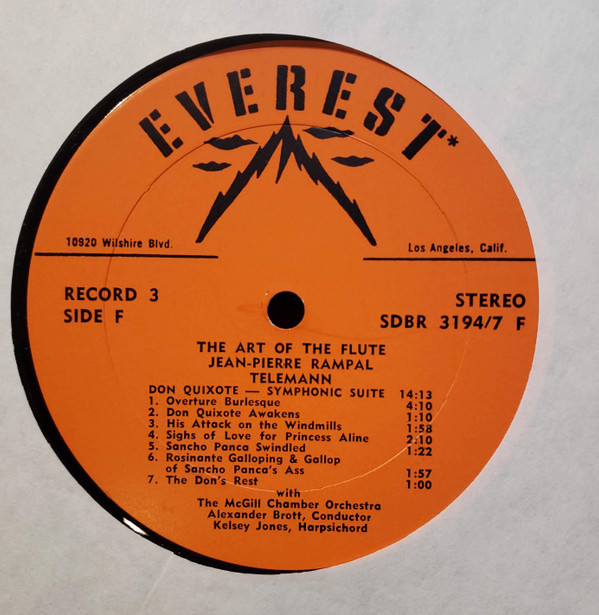 EVEREST*
10920 Wilshire Blvd. Los Angeles, Calif.
RECORD 3 STEREO
SIDE F SDBR 3194/7 F
THE ART OF THE FLUTE
JEAN-PIERRE RAMPAL
TELEMANN
DON QUIXOTE — SYMPHONIC SUITE 14:13
1. Overture Burlesque 4:10
2. Don Quixote Awakens 1:10
3. His Attack on the Windmills 1:58
4. Sighs of Love for Princess Aline 2:10
5. Sancho Panca Swindled 1:22
6. Rosinante Galloping & Gallop
of Sancho Panca's Ass 1:57
7. The Don's Rest 1:00
with
The McGill Chamber Orchestra
Alexander Brott, Conductor
Kelsey Jones, Harpsichord